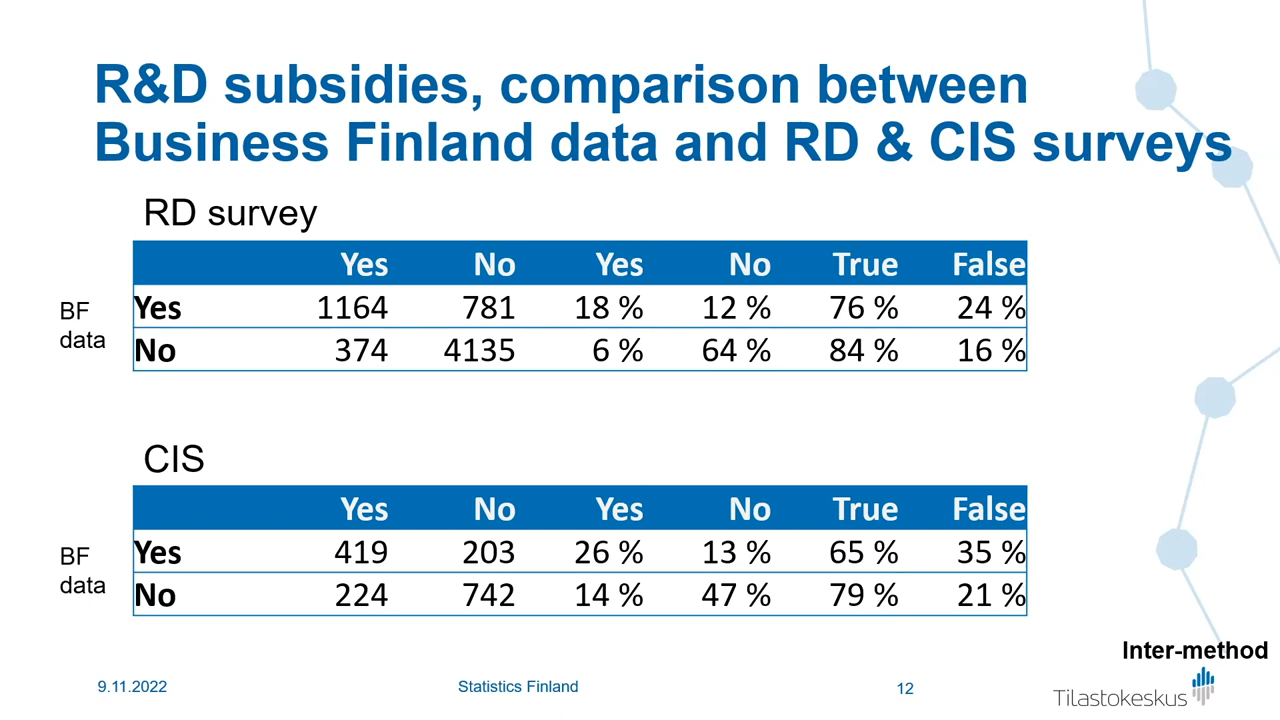 R&D subsidies, comparison between
Business Finland data and RD & CIS surveys
RD survey
Yes No Yes No True False
BF data
Yes 1164 781 18 % 12 % 76 % 24 %
No 374 4135 6 % 64 % 84 % 16 %
CIS
Yes No Yes No True False
BF data
Yes 419 203 26 % 13 % 65 % 35 %
No 224 742 14 % 47 % 79 % 21 %
Inter-method
9.11.2022 Statistics Finland 12 Tilastokeskus